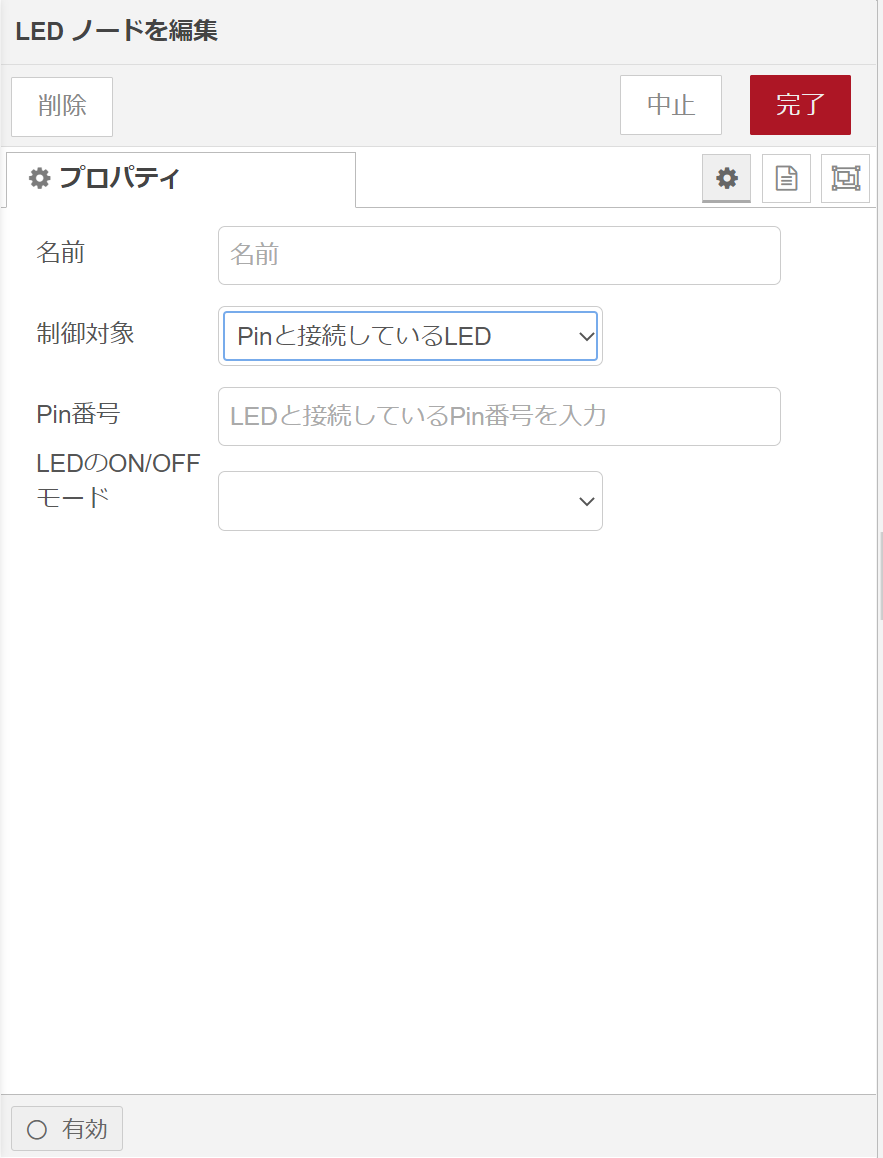 LED ノードを編集
削除
中止
完了
プロパティ
名前
名前
制御対象
Pinと接続しているLED
Pin番号
LEDと接続しているPin番号を入力
LEDのON/OFF
モード
有効